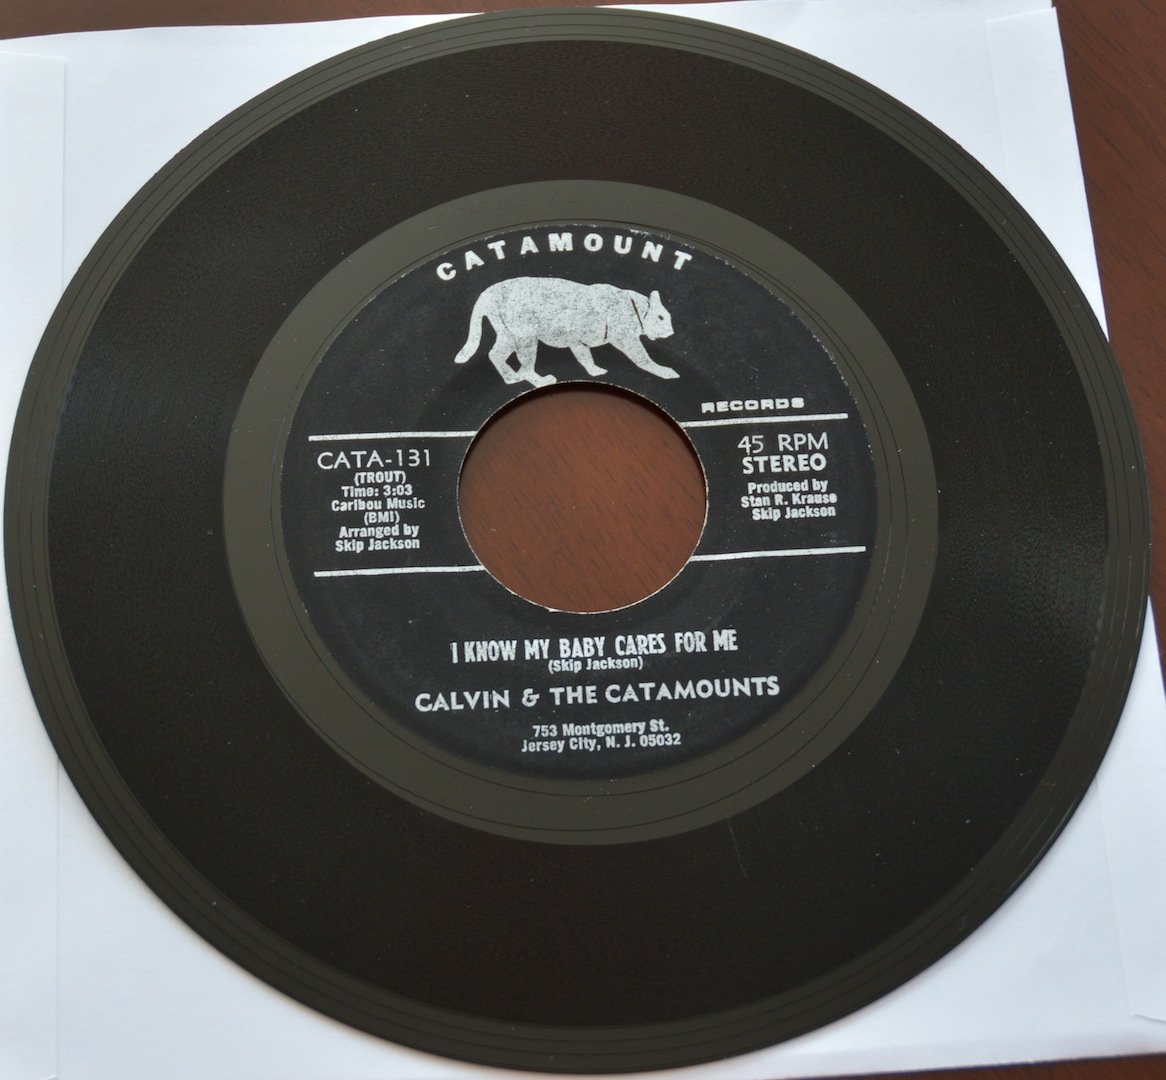 CATAMOUNT
RECORDS
CATA-131
(TROUT)
Time: 3:03
Caribou Music
(BMI)
Arranged by
Skip Jackson
45 RPM
STEREO
Produced by
Stan R. Krause
Skip Jackson
I KNOW MY BABY CARES FOR ME
(Skip Jackson)
CALVIN & THE CATAMOUNTS
753 Montgomery St.
Jersey City, N. J. 05032